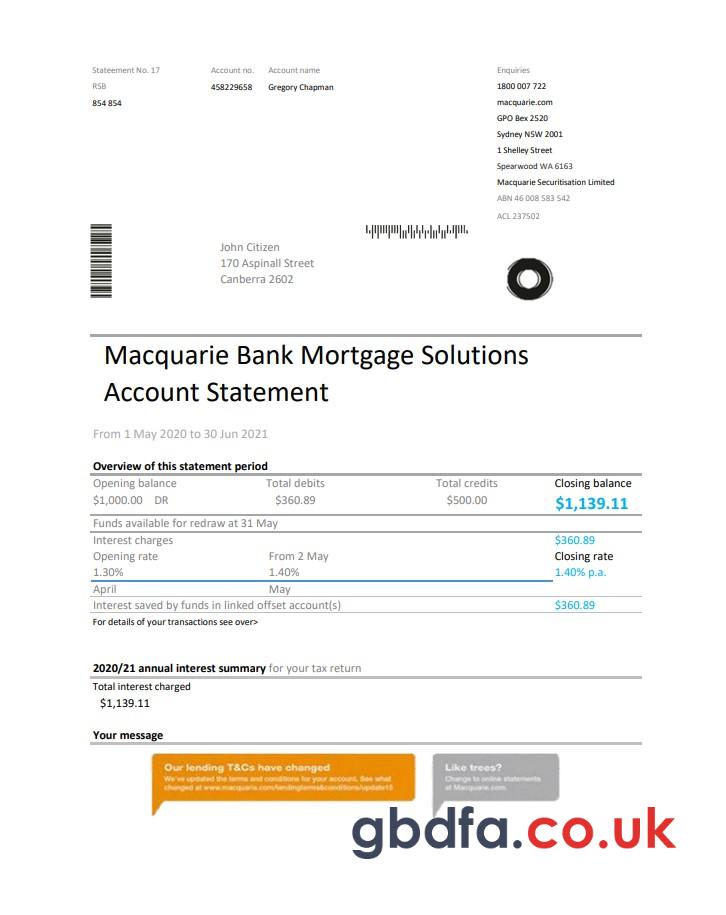 Stateement No. 17 Account no. Account name Enquiries
RSB 458229658 Gregory Chapman 1800 007 722
854 854 macquarie.com
GPO Bex 2520
Sydney N5W 2001
1 Shelley Street
Spearwood WA 6163
Macquarie Securitisation Limited
ABN 46 008 583 542
ACL 237502
John Citizen
170 Aspinall Street
Canberra 2602
Macquarie Bank Mortgage Solutions
Account Statement
From 1 May 2020 to 30 Jun 2021
Overview of this statement period
Opening balance Total debits Total credits Closing balance
$1,000.00 DR $360.89 $500.00 $1,139.11
Funds available for redraw at 31 May
Interest charges $360.89
Opening rate From 2 May Closing rate
1.30% 1.40% 1.40% p.a.
April May
Interest saved by funds in linked offset account(s) $360.89
For details of your transactions see over>
2020/21 annual interest summary for your tax return
Total interest charged
$1,139.11
Your message
Our lending T&Cs have changed
We've updated the terms and conditions for your account. See what
changed at www.macquarie.com/lendingterms&conditions/update15
Like trees?
Change to online statements
at Macquarie.com.
gbdfa.co.uk